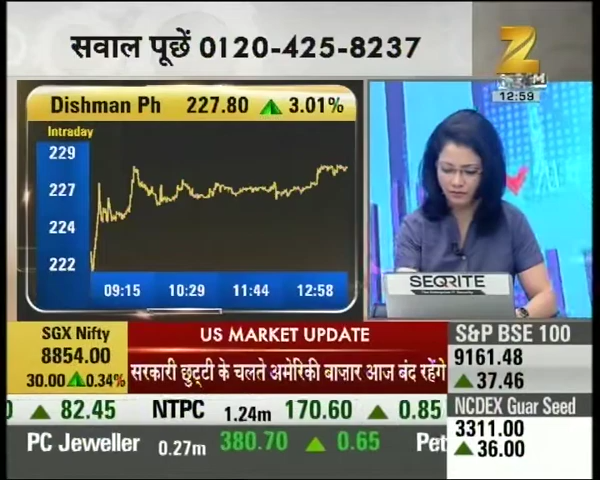 सवाल पूछें 0120-425-8237
Z
12:59
Dishman Ph 227.80 3.01%
Intraday
229
227
224
222
09:15 10:29 11:44 12:58
SEQRITE
SGX Nifty
8854.00
30.00 0.34%
US MARKET UPDATE
सरकारी छुट्टी के चलते अमेरिकी बाजार आज बंद रहेंगे
S&P BSE 100
9161.48
37.46
0 82.45 NTPC 1.24m 170.60 0.85
NCDEX Guar Seed
3311.00
36.00
PC Jeweller 0.27m 380.70 0.65 Pet